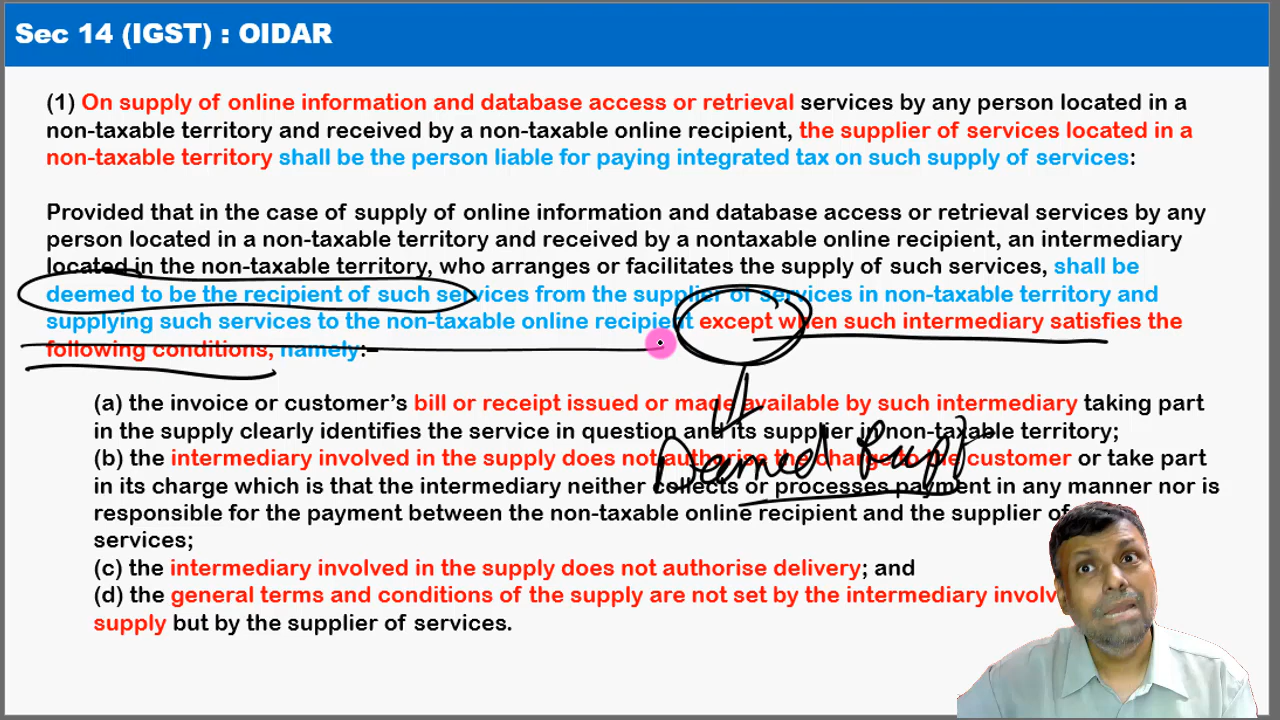 Sec 14 (IGST) : OIDAR
(1) On supply of online information and database access or retrieval services by any person located in a
non-taxable territory and received by a non-taxable online recipient, the supplier of services located in a
non-taxable territory shall be the person liable for paying integrated tax on such supply of services:
Provided that in the case of supply of online information and database access or retrieval services by any
person located in a non-taxable territory and received by a nontaxable online recipient, an intermediary
located in the non-taxable territory, who arranges or facilitates the supply of such services, shall be
deemed to be the recipient of such services from the supplier of services in non-taxable territory and
supplying such services to the non-taxable online recipient except when such intermediary satisfies the
following conditions, namely:–
(a) the invoice or customer's bill or receipt issued or made available by such intermediary taking part
in the supply clearly identifies the service in question and its supplier in non-taxable territory;
(b) the intermediary involved in the supply does not authorise the charge to the customer or take part
in its charge which is that the intermediary neither collects or processes payment in any manner nor is
responsible for the payment between the non-taxable online recipient and the supplier of
services;
(c) the intermediary involved in the supply does not authorise delivery; and
(d) the general terms and conditions of the supply are not set by the intermediary
supply but by the supplier of services.
Deemed